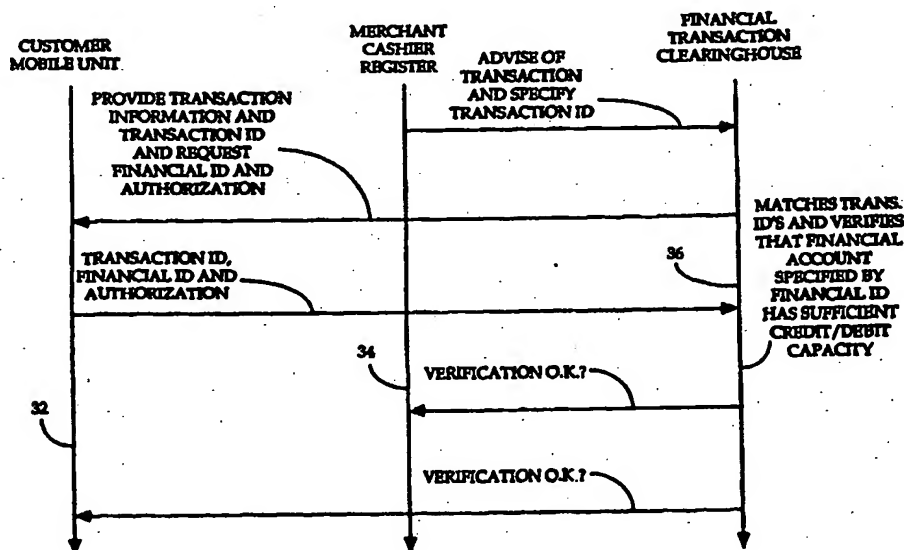 CUSTOMER
MOBILE UNIT
MERCHANT
CASHIER
REGISTER
FINANCIAL
TRANSACTION
CLEARINGHOUSE
ADVISE OF
TRANSACTION
AND SPECIFY
TRANSACTION ID
PROVIDE TRANSACTION
INFORMATION AND
TRANSACTION ID
AND REQUEST
FINANCIAL ID AND
AUTHORIZATION
MATCHES TRANS.
ID'S AND VERIFIES
THAT FINANCIAL
ACCOUNT
SPECIFIED BY
FINANCIAL ID
HAS SUFFICIENT
CREDIT/DEBIT
CAPACITY
TRANSACTION ID,
FINANCIAL ID AND
AUTHORIZATION
36
34
VERIFICATION O.K.?
32
VERIFICATION O.K.?